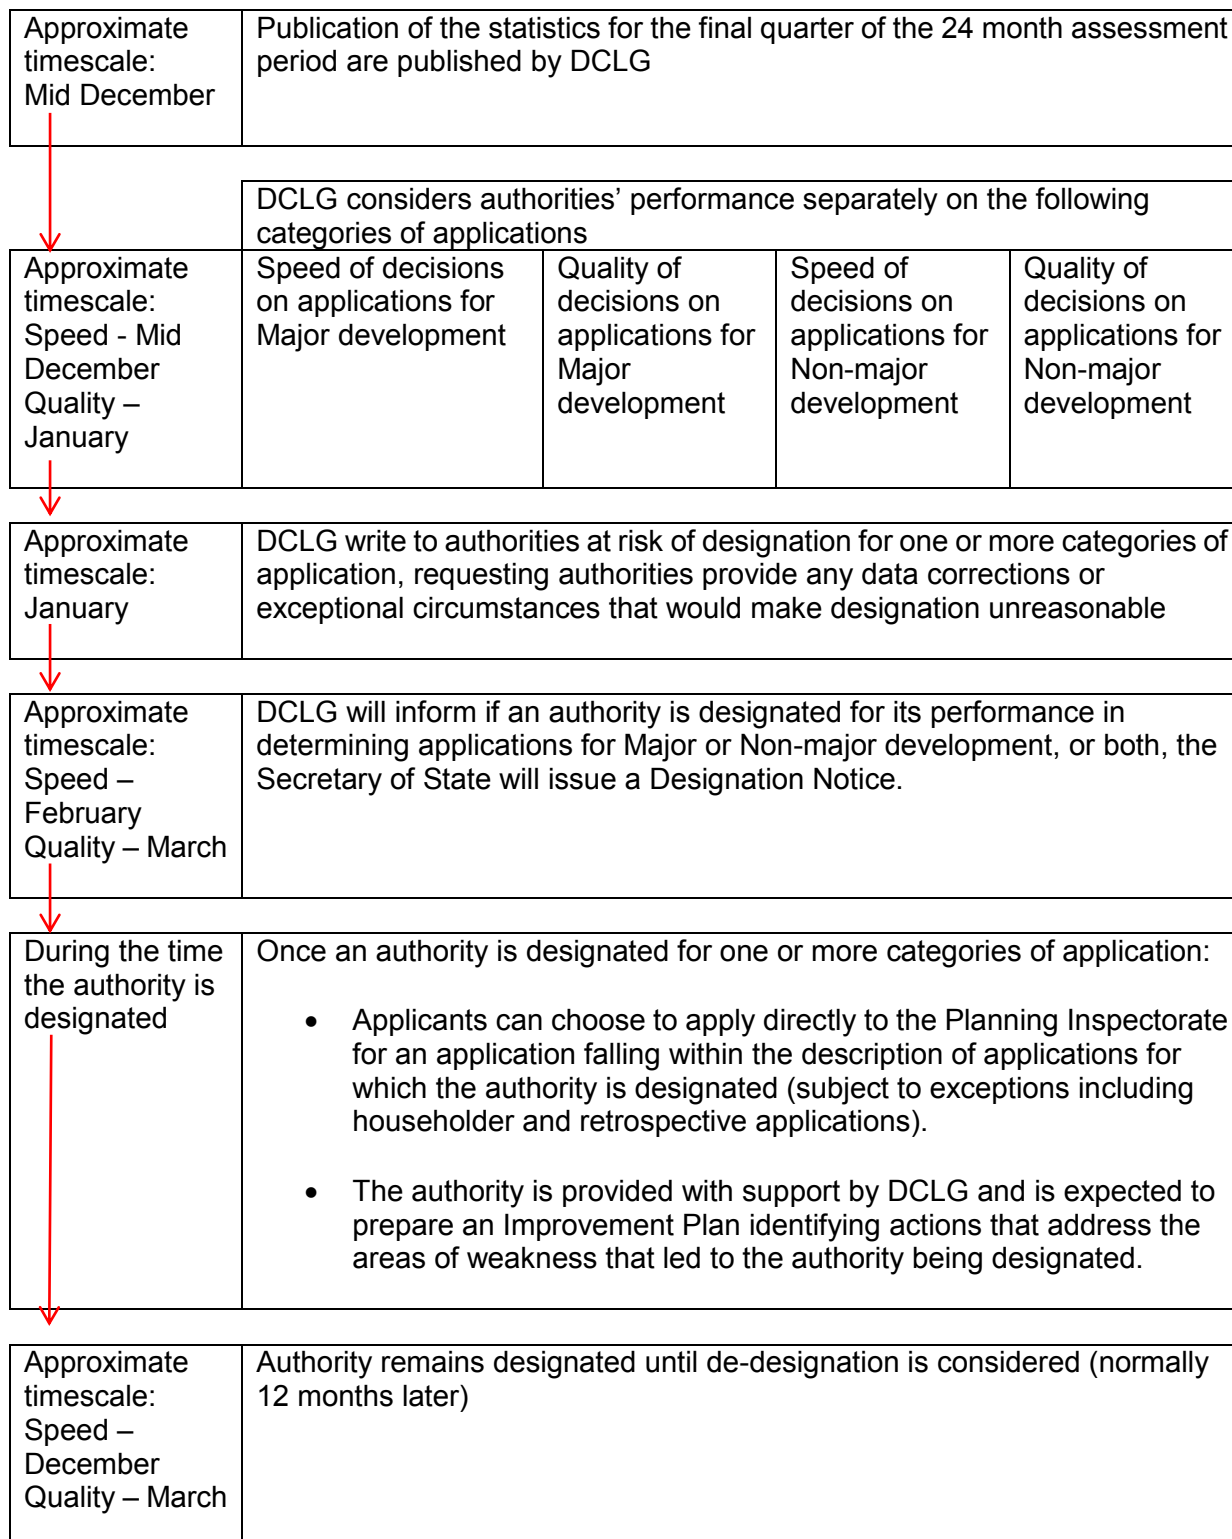 Approximate
timescale:
Mid December
Publication of the statistics for the final quarter of the 24 month assessment
period are published by DCLG
DCLG considers authorities’ performance separately on the following
categories of applications
Approximate
timescale:
Speed - Mid
December
Quality –
January
Speed of decisions
on applications for
Major development
Quality of
decisions on
applications for
Major
development
Speed of
decisions on
applications for
Non-major
development
Quality of
decisions on
applications for
Non-major
development
Approximate
timescale:
January
DCLG write to authorities at risk of designation for one or more categories of
application, requesting authorities provide any data corrections or
exceptional circumstances that would make designation unreasonable
Approximate
timescale:
Speed –
February
Quality – March
DCLG will inform if an authority is designated for its performance in
determining applications for Major or Non-major development, or both, the
Secretary of State will issue a Designation Notice.
During the time
the authority is
designated
Once an authority is designated for one or more categories of application:
• Applicants can choose to apply directly to the Planning Inspectorate
for an application falling within the description of applications for
which the authority is designated (subject to exceptions including
householder and retrospective applications).
• The authority is provided with support by DCLG and is expected to
prepare an Improvement Plan identifying actions that address the
areas of weakness that led to the authority being designated.
Approximate
timescale:
Speed –
December
Quality – March
Authority remains designated until de-designation is considered (normally
12 months later)